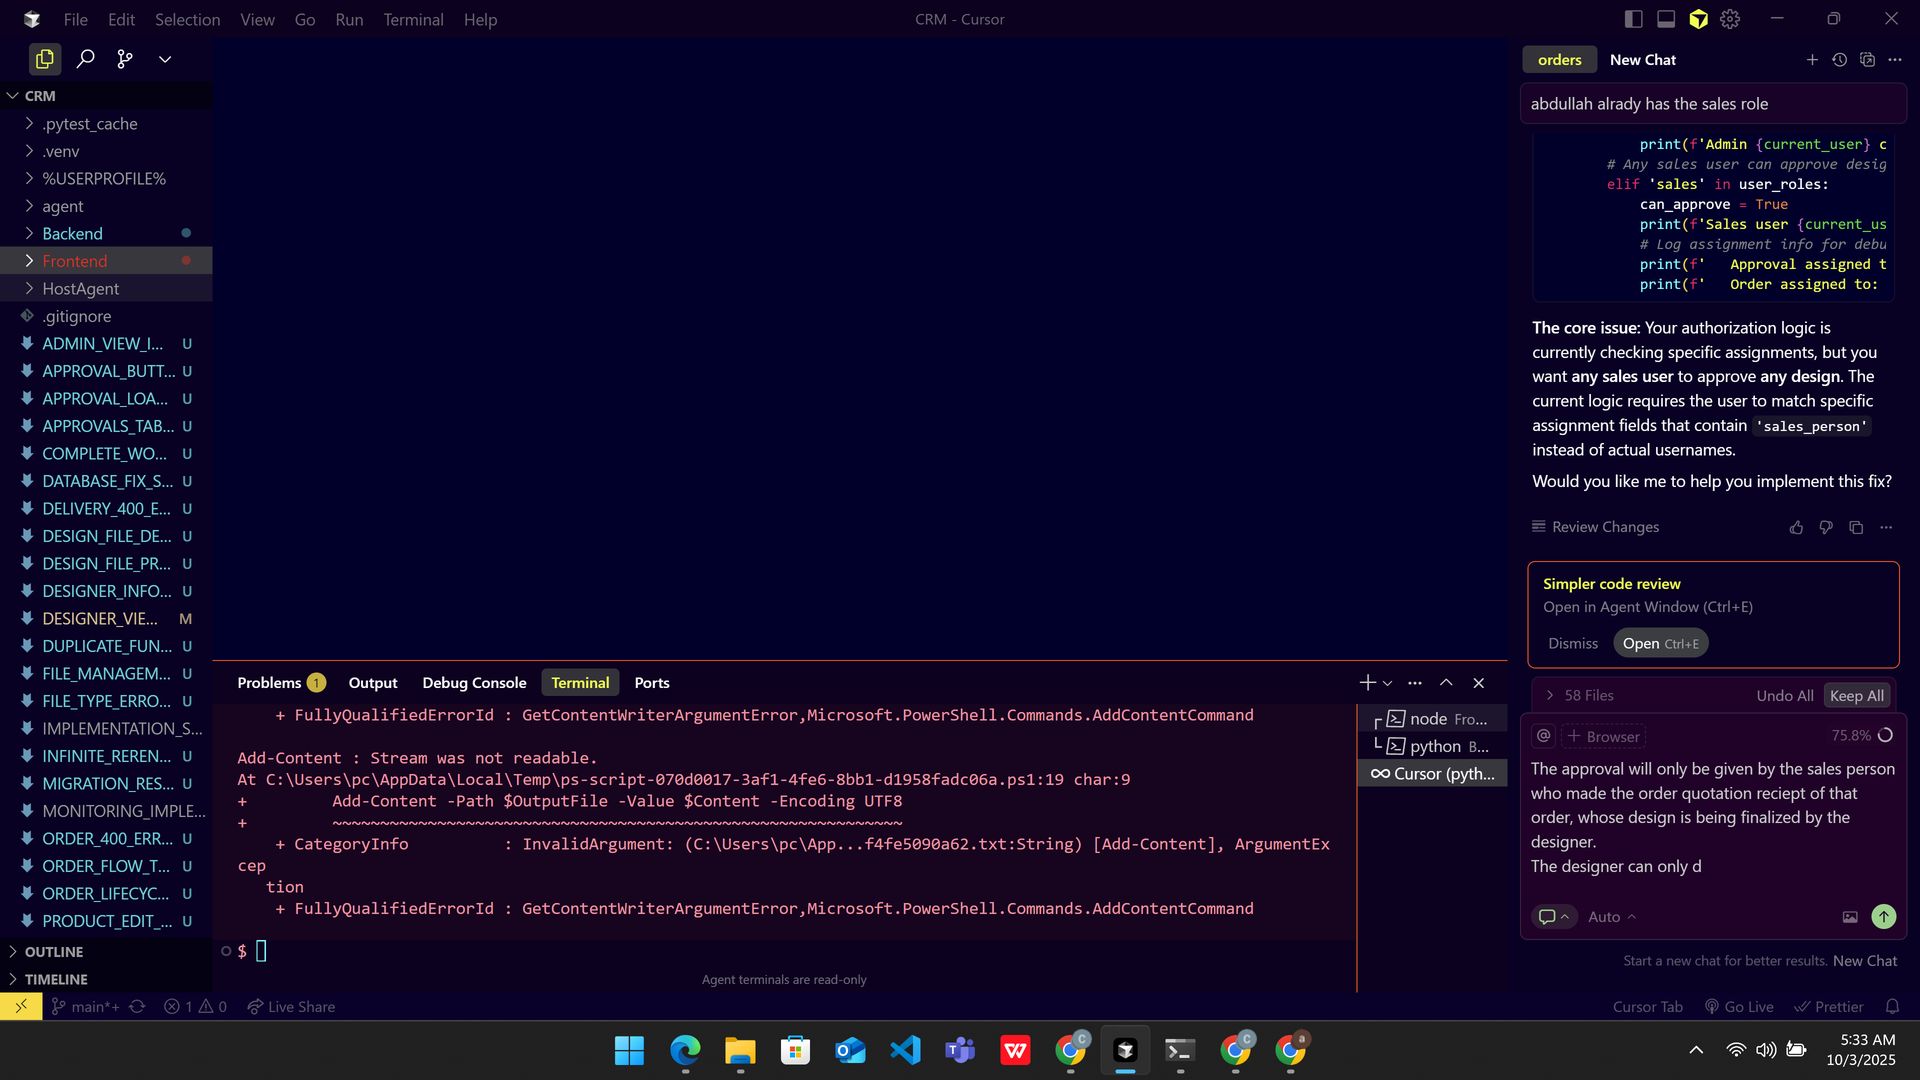 File Edit Selection View Go Run Terminal Help
CRM - Cursor
CRM
.pytest_cache
.venv
%USERPROFILE%
agent
Backend
Frontend
HostAgent
.gitignore
ADMIN_VIEW_I... U
APPROVAL_BUTT... U
APPROVAL_LOA... U
APPROVALS_TAB... U
COMPLETE_WO... U
DATABASE_FIX_S... U
DELIVERY_400_E... U
DESIGN_FILE_DE... U
DESIGN_FILE_PR... U
DESIGNER_INFO... U
DESIGNER_VIE... M
DUPLICATE_FUN... U
FILE_MANAGEM... U
FILE_TYPE_ERRO... U
IMPLEMENTATION_S...
INFINITE_REREN... U
MIGRATION_RES... U
MONITORING_IMPLE...
ORDER_400_ERR... U
ORDER_FLOW_T... U
ORDER_LIFECYC... U
PRODUCT_EDIT_... U
OUTLINE
TIMELINE
Problems 1 Output Debug Console Terminal Ports
+ FullyQualifiedErrorId : GetContentWriterArgumentError,Microsoft.PowerShell.Commands.AddContentCommand
Add-Content : Stream was not readable.
At C:\Users\pc\AppData\Local\Temp\ps-script-070d0017-3af1-4fe6-8bb1-d1958fadc06a.ps1:19 char:9
+         Add-Content -Path $OutputFile -Value $Content -Encoding UTF8
+         ~~~~~~~~~~~~~~~~~~~~~~~~~~~~~~~~~~~~~~~~~~~~~~~~~~~~~~~~~~~~
+ CategoryInfo          : InvalidArgument: (C:\Users\pc\App...f4fe5090a62.txt:String) [Add-Content], ArgumentEx
cep
tion
+ FullyQualifiedErrorId : GetContentWriterArgumentError,Microsoft.PowerShell.Commands.AddContentCommand
$
Agent terminals are read-only
node Fro...
python B...
Cursor (pyth...
orders New Chat
abdullah alrady has the sales role
print(f'Admin {current_user} c
# Any sales user can approve desig
elif 'sales' in user_roles:
can_approve = True
print(f'Sales user {current_us
# Log assignment info for debu
print(f'   Approval assigned t
print(f'   Order assigned to:
The core issue: Your authorization logic is
currently checking specific assignments, but you
want any sales user to approve any design. The
current logic requires the user to match specific
assignment fields that contain 'sales_person'
instead of actual usernames.
Would you like me to help you implement this fix?
Review Changes
Simpler code review
Open in Agent Window (Ctrl+E)
Dismiss Open Ctrl+E
58 Files Undo All Keep All
@ + Browser 75.8%
The approval will only be given by the sales person
who made the order quotation reciept of that
order, whose design is being finalized by the
designer.
The designer can only d
Auto
Start a new chat for better results. New Chat
main*+ 1 0 Live Share
Cursor Tab Go Live Prettier
5:33 AM
10/3/2025